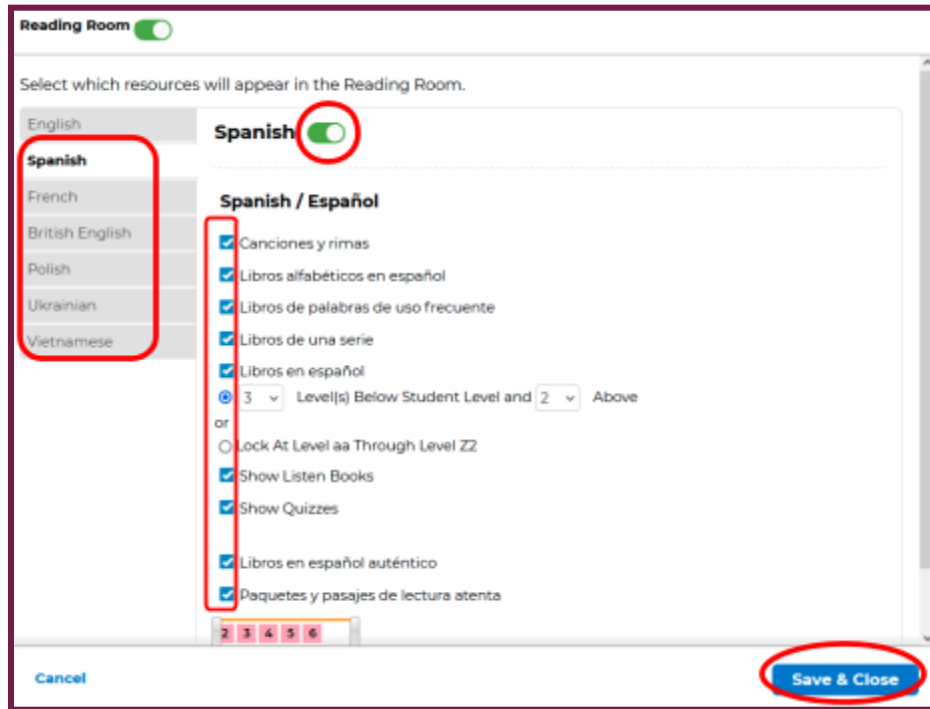 Reading Room
Select which resources will appear in the Reading Room.
English
Spanish
French
British English
Polish
Ukrainian
Vietnamese
Spanish
Spanish / Español
Canciones y rimas
Libros alfabéticos en español
Libros de palabras de uso frecuente
Libros de una serie
Libros en español
3 Level(s) Below Student Level and 2 Above
or
Lock At Level aa Through Level Z2
Show Listen Books
Show Quizzes
Libros en español auténtico
Paquetes y pasajes de lectura atenta
2 3 4 5 6
Cancel
Save & Close